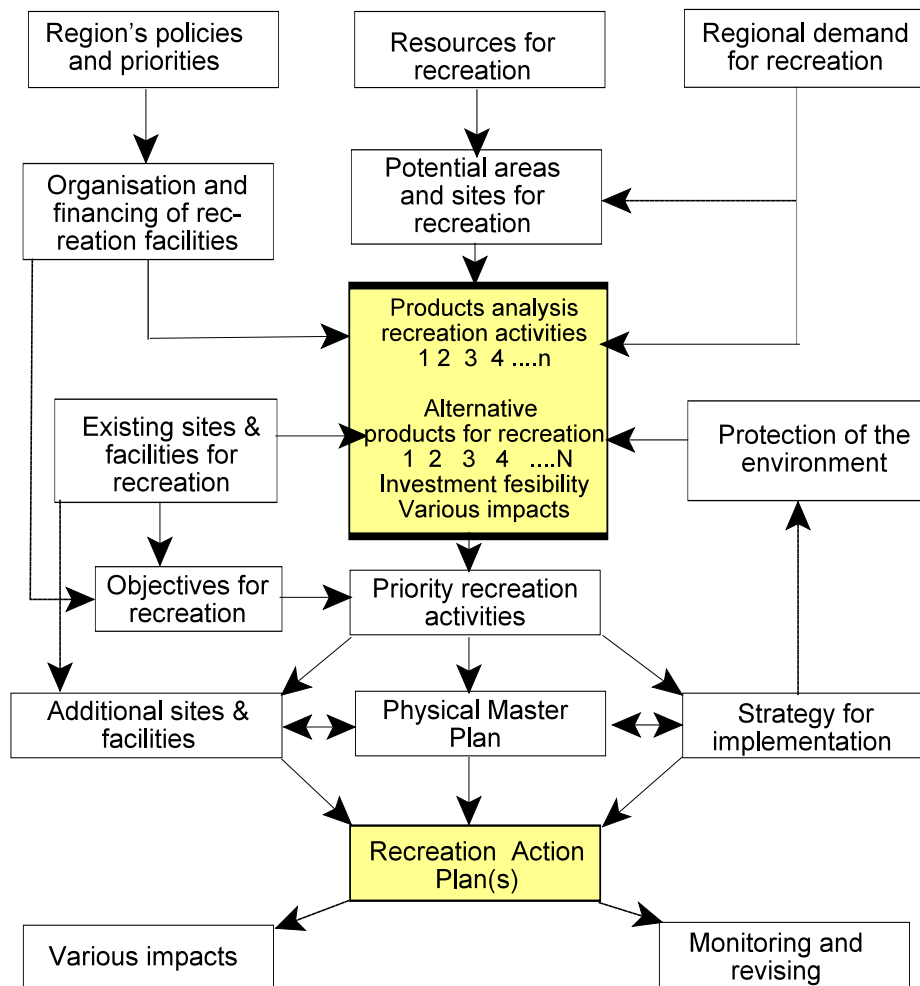 Region's policies
and priorities
Resources for
recreation
Regional demand
for recreation
Organisation and
financing of rec-
reation facilities
Potential areas
and sites for
recreation
Products analysis
recreation activities
1 2 3 4 ....n
Alternative
products for recreation
1 2 3 4 ....N
Investment fesibility
Various impacts
Existing sites &
facilities for
recreation
Protection of the
environment
Objectives for
recreation
Priority recreation
activities
Additional sites &
facilities
Physical Master
Plan
Strategy for
implementation
Recreation Action
Plan(s)
Various impacts
Monitoring and
revising